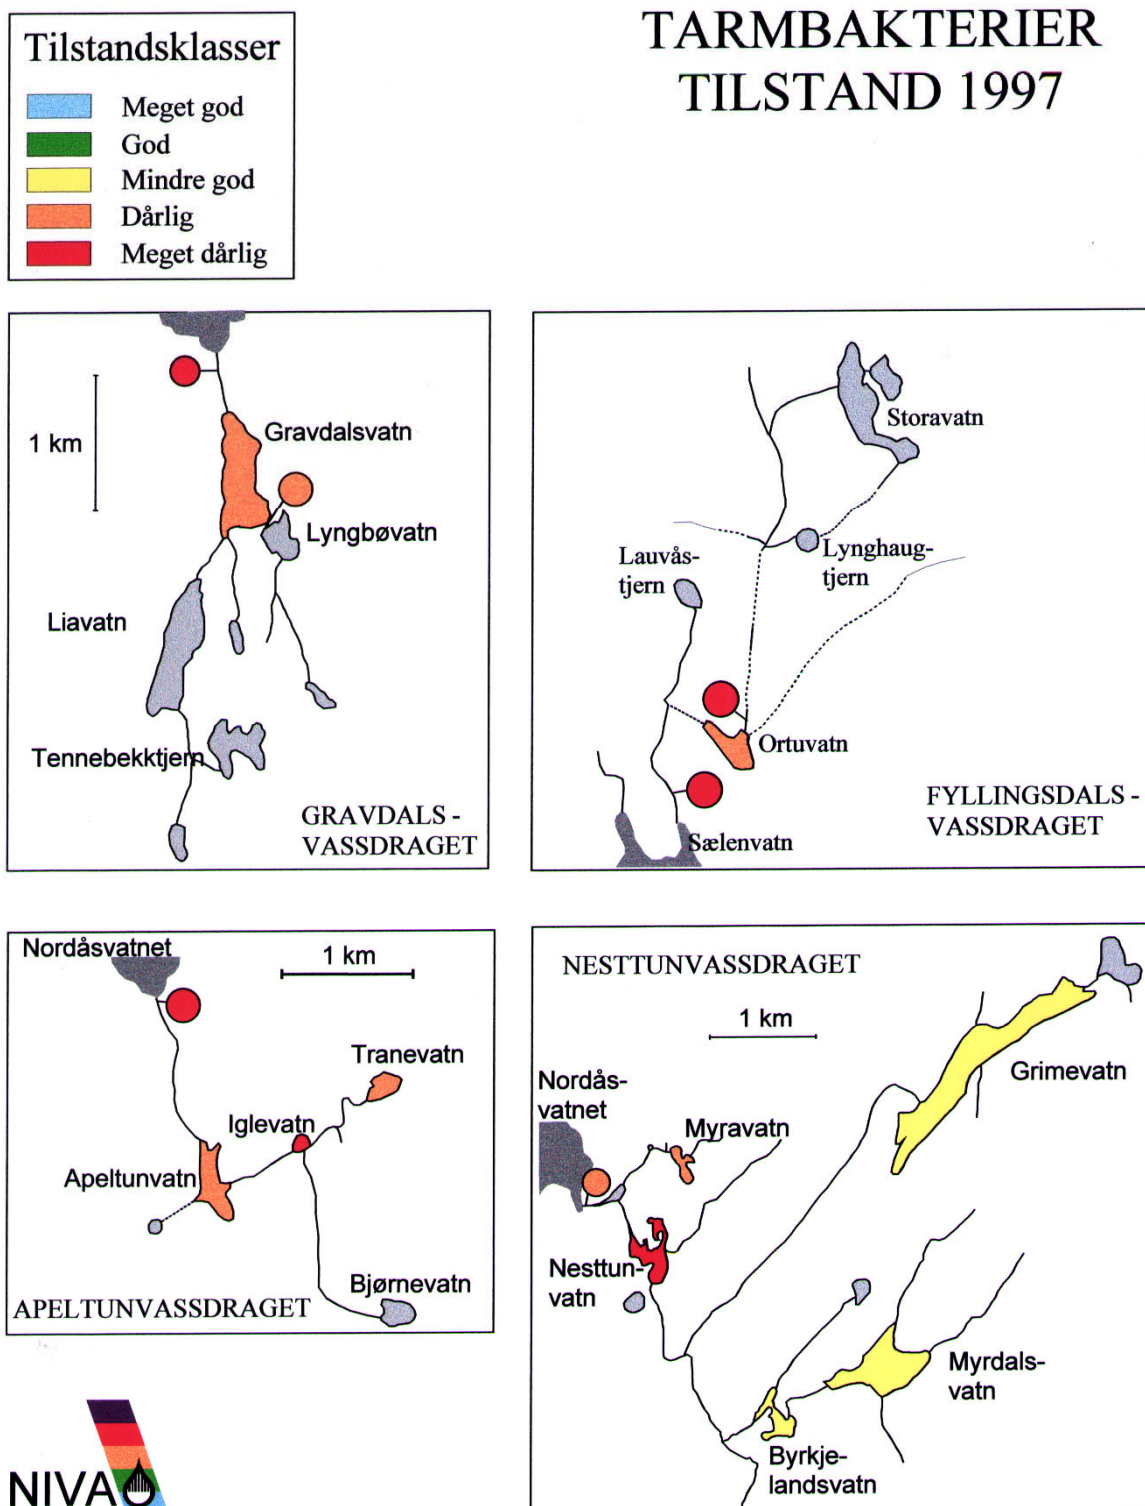 TARMBAKTERIER
TILSTAND 1997
Tilstandsklasser
Meget god
God
Mindre god
Dårlig
Meget dårlig
1 km
Gravdalsvatn
Lyngbøvatn
Liavatn
Tennebekktjern
GRAVDALS -
VASSDRAGET
Storavatn
Lynghaug-
tjern
Lauvås-
tjern
Ortuvatn
Sælenvatn
FYLLINGSDALS -
VASSDRAGET
Nordåsvatnet
1 km
Tranevatn
Iglevatn
Apeltunvatn
Bjørnevatn
APELTUNVASSDRAGET
NESTTUNVASSDRAGET
1 km
Grimevatn
Nordås-
vatnet
Myravatn
Nesttun-
vatn
Myrdals-
vatn
Byrkje-
landsvatn
NIVA